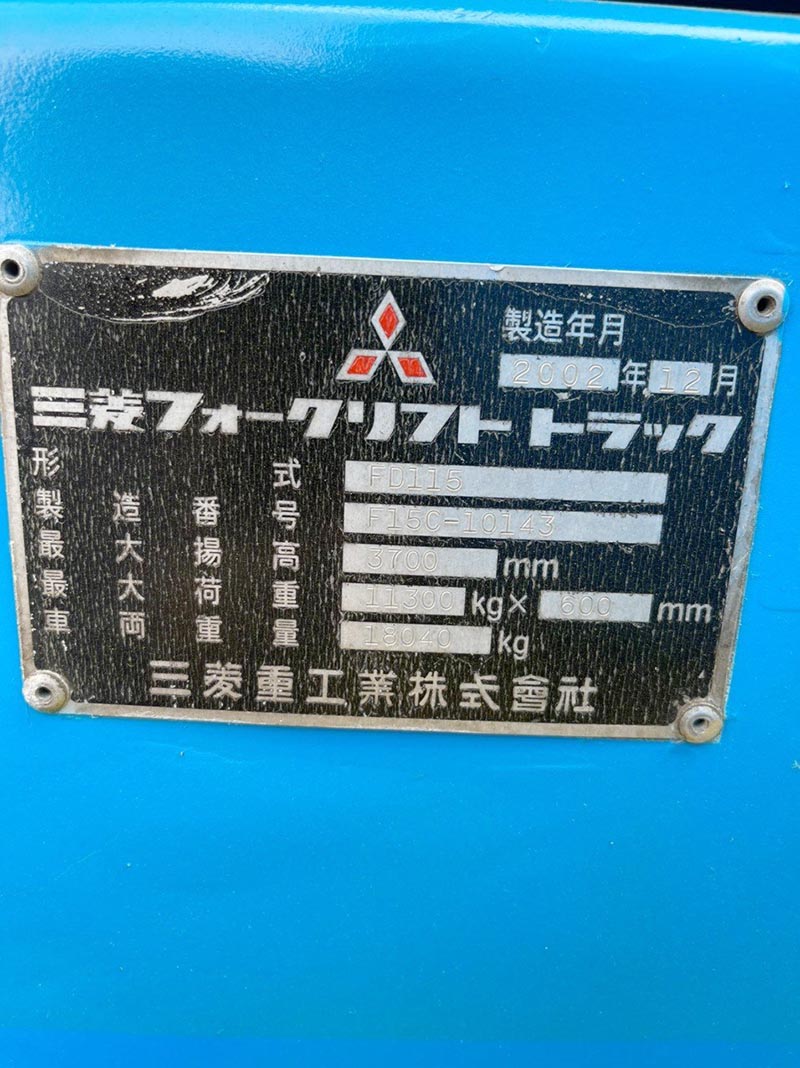 製造年月
2002年12月
三菱フォークリフト トラック
形式 FD115
製造番号 F15C-10143
最大揚高 3700 mm
最大荷重 11300 kg× 600 mm
車両重量 18040 kg
三菱重工業株式會社